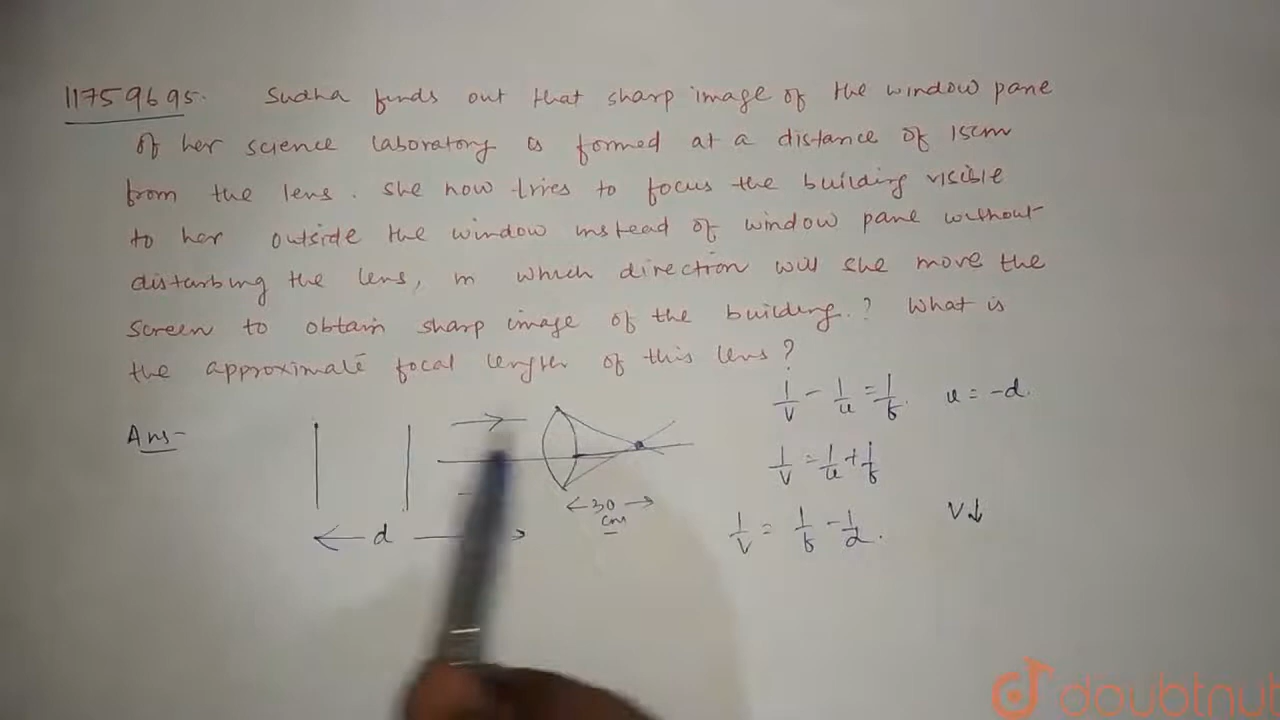 11759695. Sudha finds out that sharp image of the window pane
of her science laboratory is formed at a distance of 15cm
from the lens. She now tries to focus the building visible
to her outside the window instead of window pane without
disturbing the lens, in which direction will she move the
screen to obtain sharp image of the building.? What is
the approximate focal length of this lens?
Ans-
1/v - 1/u = 1/f. u = -d.
1/v = 1/u + 1/f
1/v = 1/f - 1/d. v↓
← d → ← 30 → cm
doubtnut